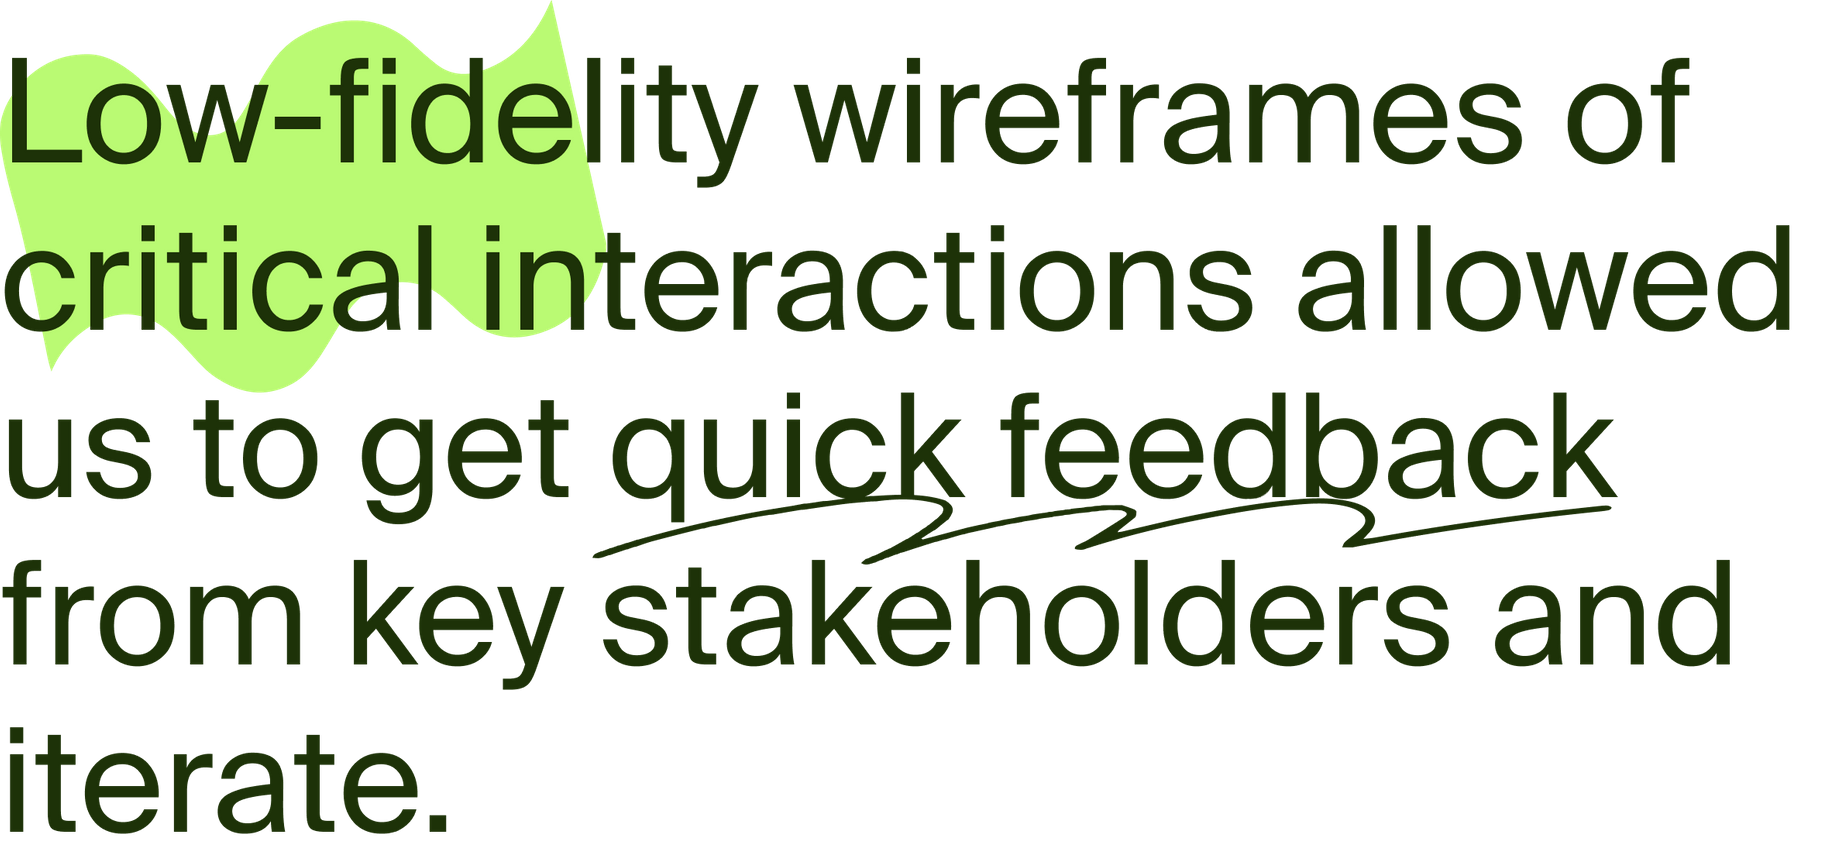 Low-fidelity wireframes of
critical interactions allowed
us to get quick feedback
from key stakeholders and
iterate.